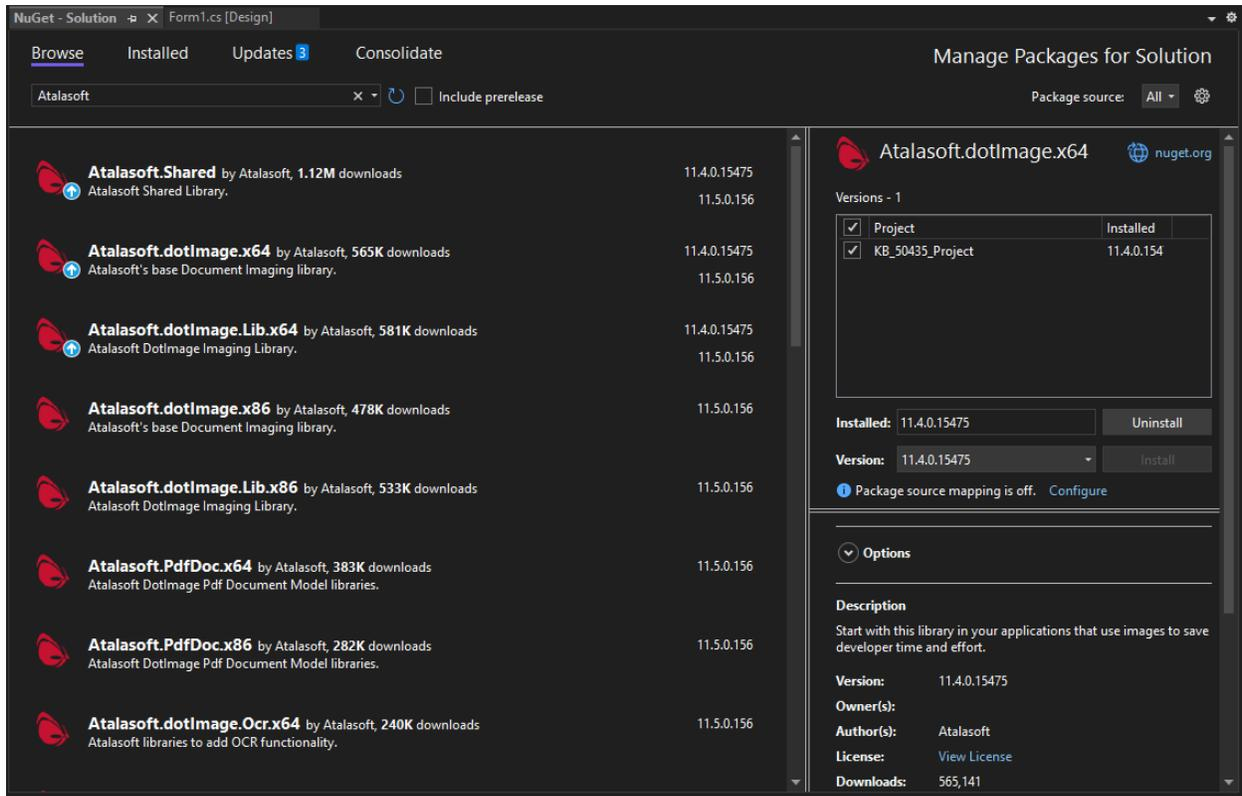 NuGet - Solution
Form1.cs [Design]
Browse Installed Updates 3 Consolidate
Manage Packages for Solution
Atalasoft
Include prerelease
Package source: All
Atalasoft.Shared by Atalasoft, 1.12M downloads 11.4.0.15475
Atalasoft Shared Library. 11.5.0.156
Atalasoft.dotImage.x64 by Atalasoft, 565K downloads 11.4.0.15475
Atalasoft's base Document Imaging library. 11.5.0.156
Atalasoft.dotImage.Lib.x64 by Atalasoft, 581K downloads 11.4.0.15475
Atalasoft DotImage Imaging Library. 11.5.0.156
Atalasoft.dotImage.x86 by Atalasoft, 478K downloads 11.5.0.156
Atalasoft's base Document Imaging library.
Atalasoft.dotImage.Lib.x86 by Atalasoft, 533K downloads 11.5.0.156
Atalasoft DotImage Imaging Library.
Atalasoft.PdfDoc.x64 by Atalasoft, 383K downloads 11.5.0.156
Atalasoft DotImage Pdf Document Model libraries.
Atalasoft.PdfDoc.x86 by Atalasoft, 282K downloads 11.5.0.156
Atalasoft DotImage Pdf Document Model libraries.
Atalasoft.dotImage.Ocr.x64 by Atalasoft, 240K downloads 11.5.0.156
Atalasoft libraries to add OCR functionality.
Atalasoft.dotImage.x64 nuget.org
Versions - 1
Project Installed
KB_50435_Project 11.4.0.154
Installed: 11.4.0.15475 Uninstall
Version: 11.4.0.15475 Install
Package source mapping is off. Configure
Options
Description
Start with this library in your applications that use images to save
developer time and effort.
Version: 11.4.0.15475
Owner(s):
Author(s): Atalasoft
License: View License
Downloads: 565,141